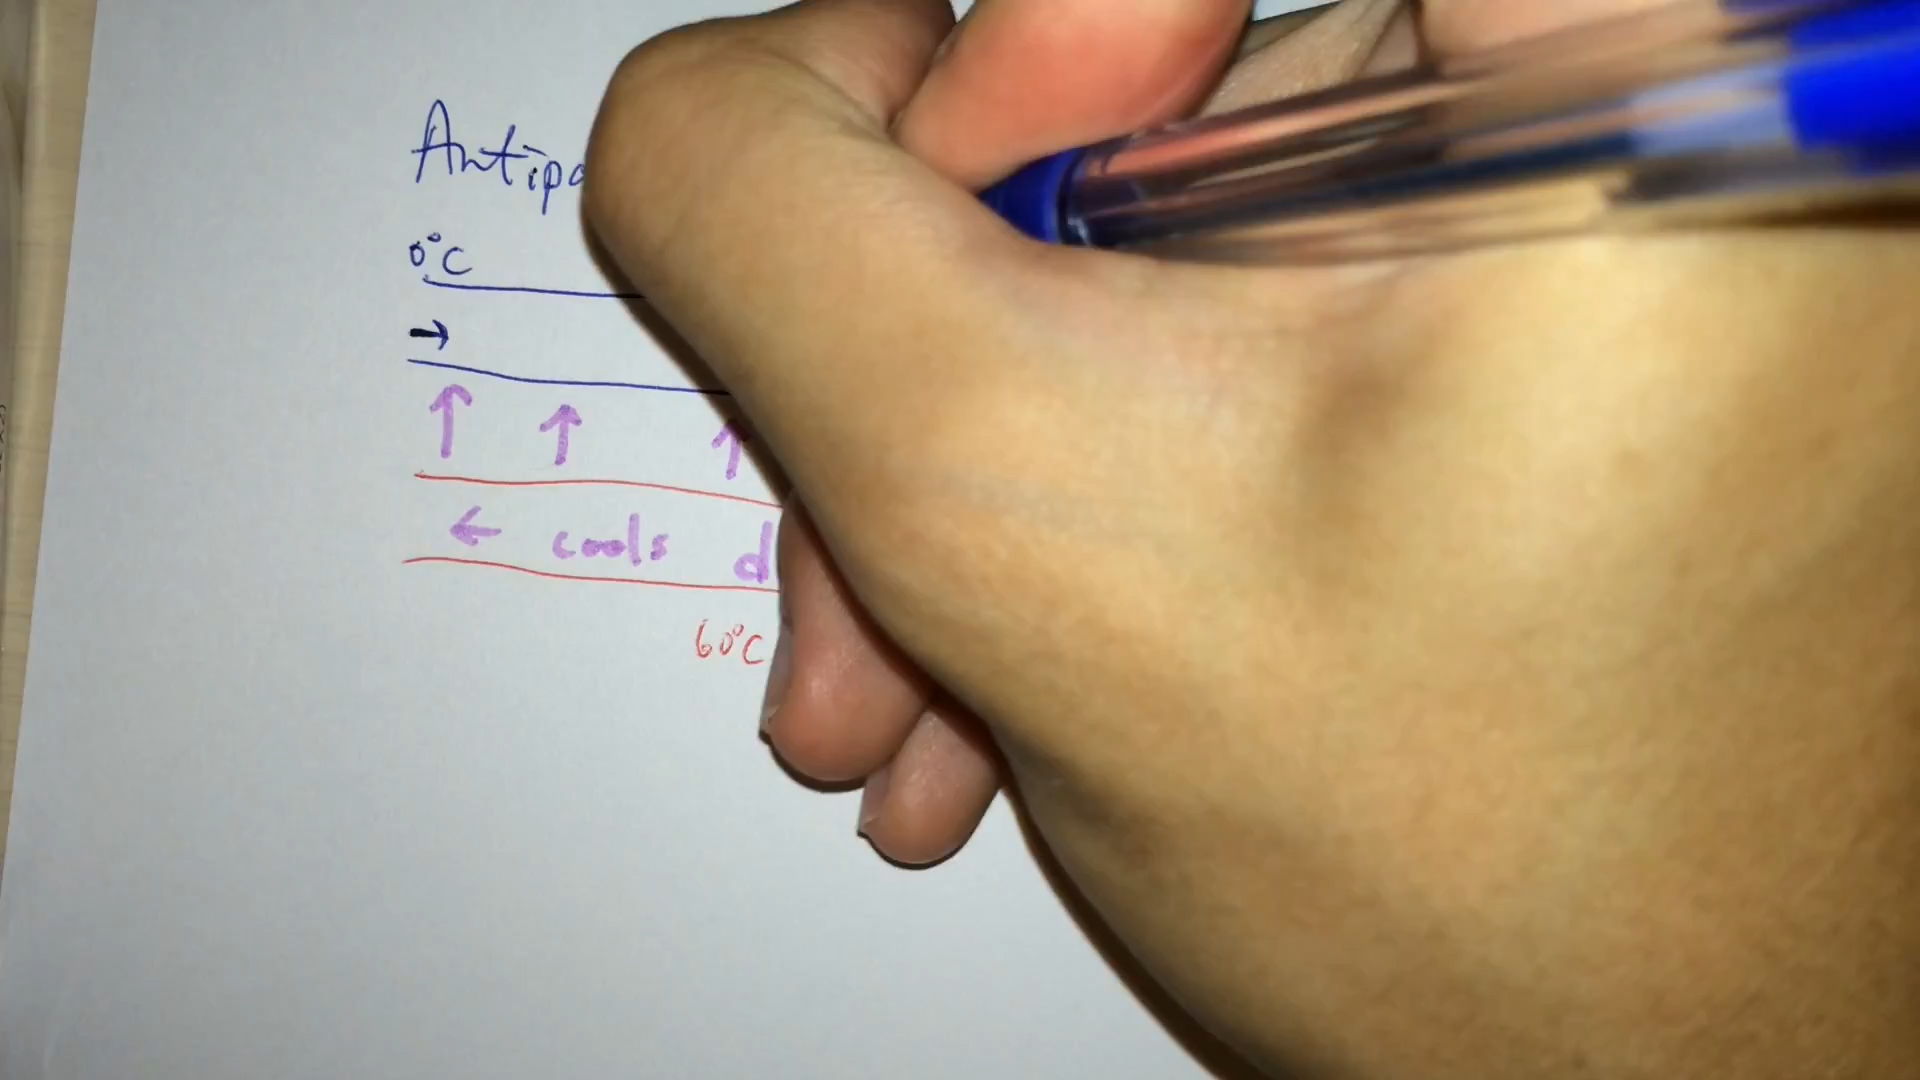 Antipa
0°C
→
↑ ↑ ↑
← cools d
60°C